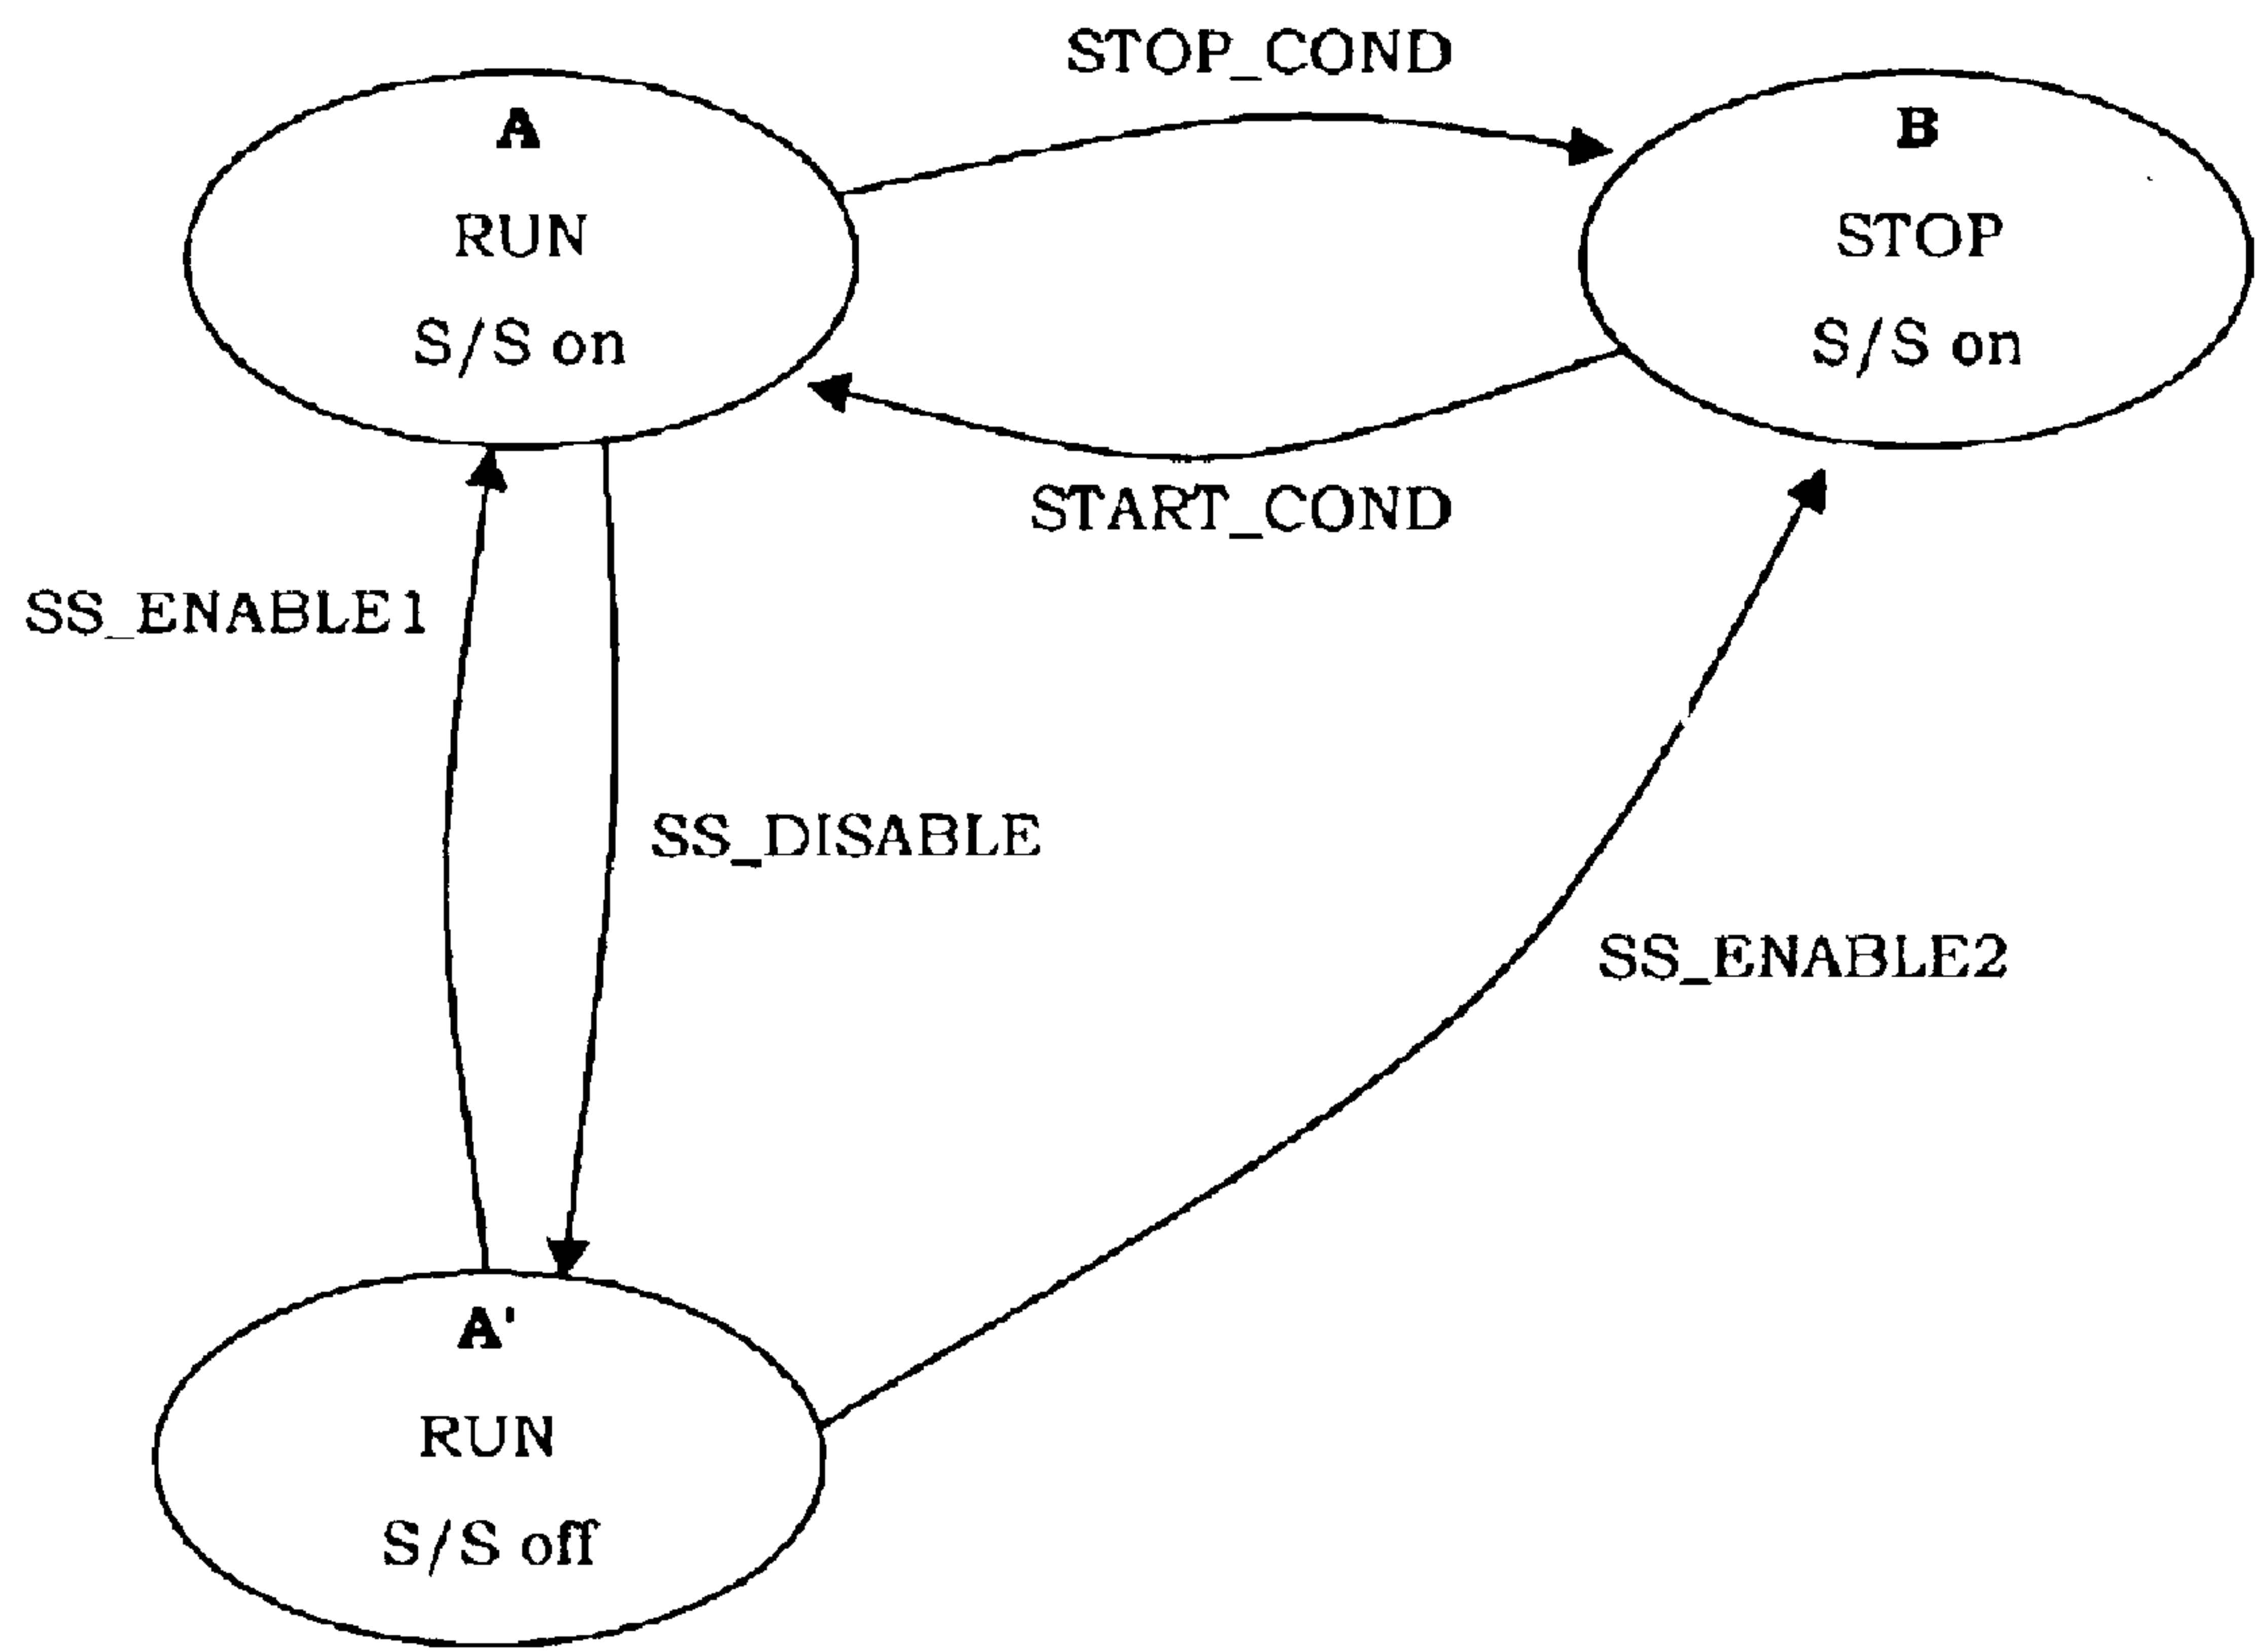 STOP_COND
A
RUN
S/S on
B
STOP
S/S on
START_COND
SS_ENABLE1
SS_DISABLE
SS_ENABLE2
A'
RUN
S/S off